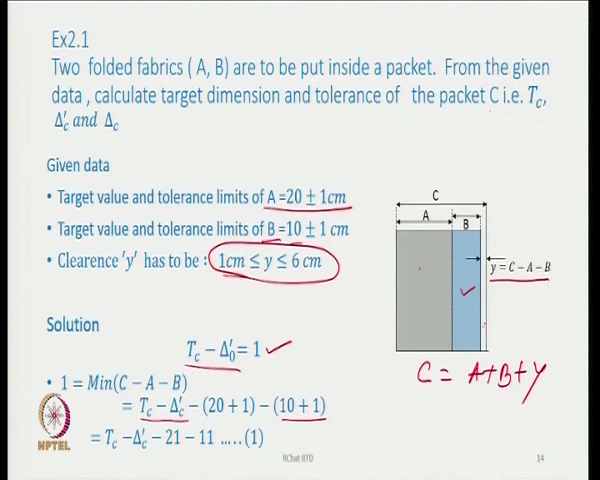 Ex2.1
Two folded fabrics ( A, B) are to be put inside a packet. From the given
data , calculate target dimension and tolerance of the packet C i.e. T_c,
Δ'_c and Δ_c
Given data
• Target value and tolerance limits of A =20 ± 1cm
• Target value and tolerance limits of B =10 ± 1 cm
• Clearence 'y' has to be : 1cm ≤ y ≤ 6 cm
C
A
B
y = C − A − B
Solution
T_c − Δ'_0 = 1
C = A+B+y
• 1 = Min(C − A − B)
= T_c − Δ'_c − (20 + 1) − (10 + 1)
= T_c −Δ'_c − 21 − 11 .....(1)
NPTEL
RChat IITD
14